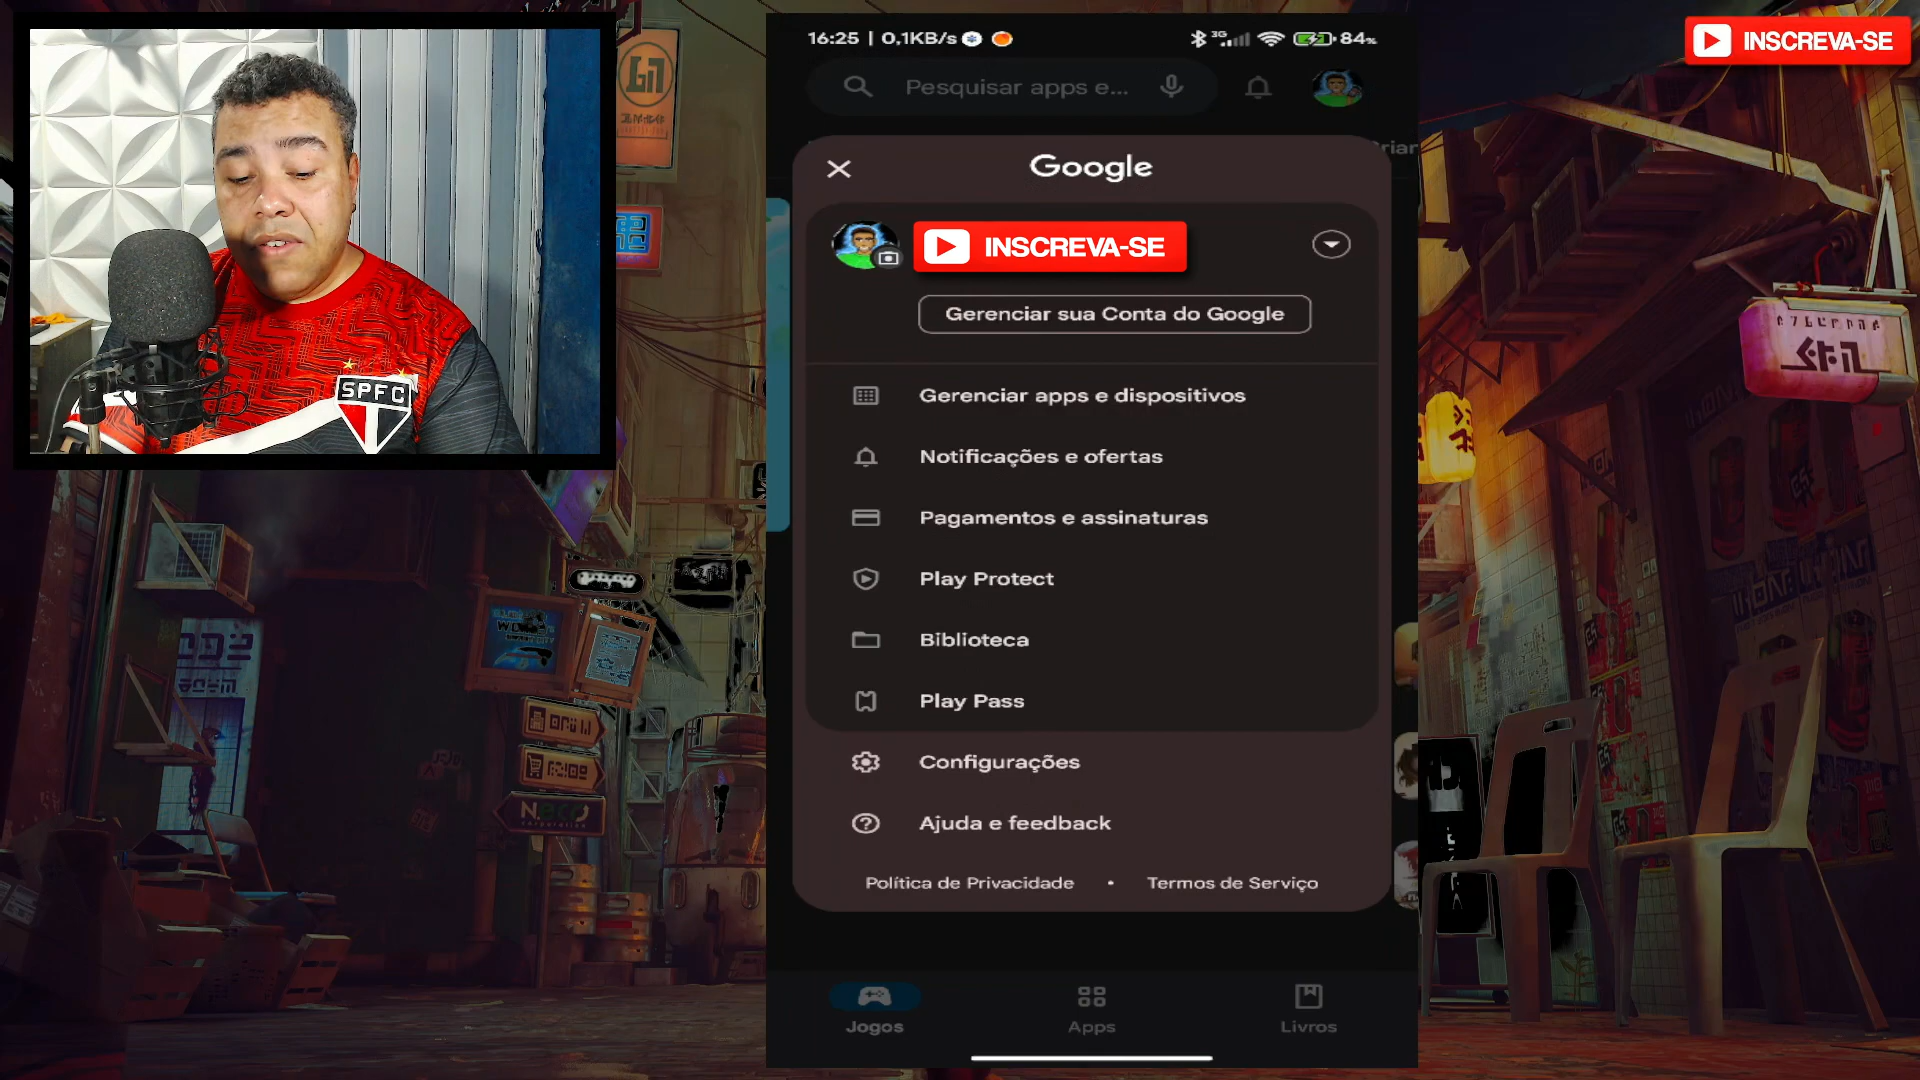 16:25 | 0,1KB/s
3G
84%
INSCREVA-SE
Pesquisar apps e...
riar
Google
INSCREVA-SE
Gerenciar sua Conta do Google
SPFC
Gerenciar apps e dispositivos
Notificações e ofertas
Pagamentos e assinaturas
Play Protect
Biblioteca
Play Pass
Configurações
Ajuda e feedback
Política de Privacidade • Termos de Serviço
Jogos
Apps
Livros